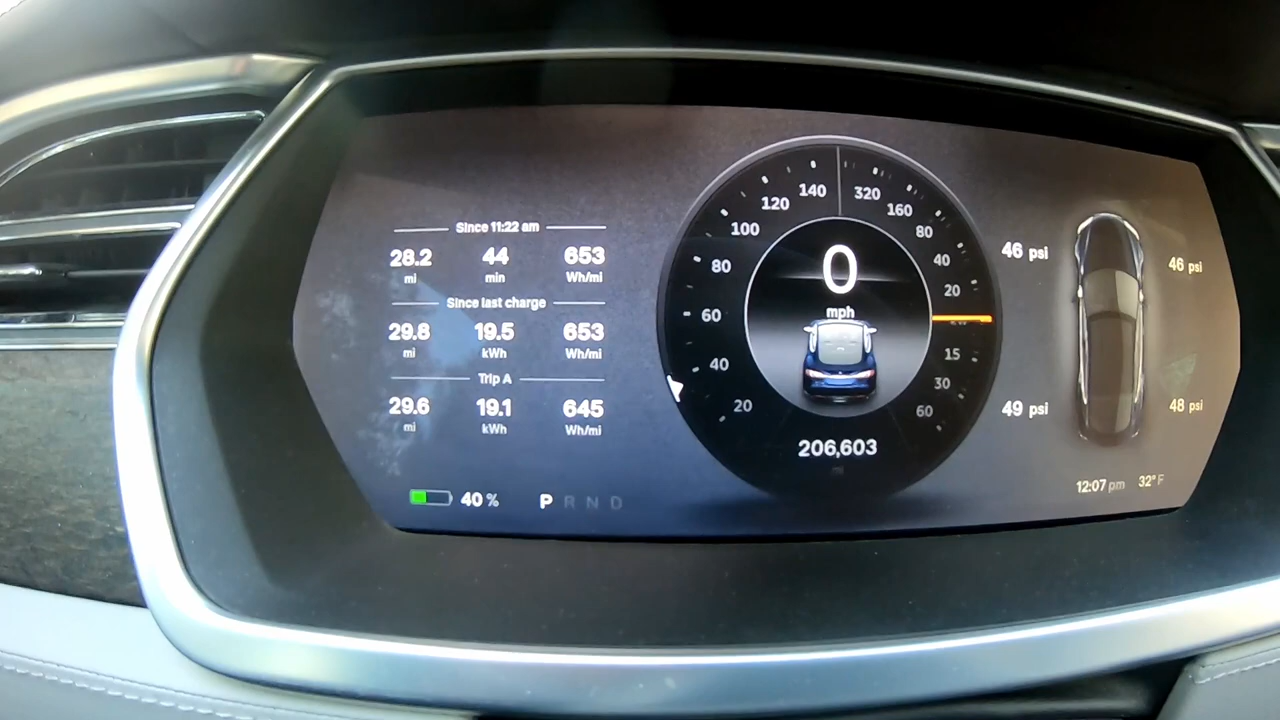 Since 11:22 am
28.2 44 653
mi min Wh/mi
Since last charge
29.8 19.5 653
mi kWh Wh/mi
Trip A
29.6 19.1 645
mi kWh Wh/mi
40 % P R N D
140 320
120 160
100 80
80 40
60 20
40 15
20 30
60
0
mph
206,603
46 psi 46 psi
49 psi 48 psi
12:07 pm 32° F